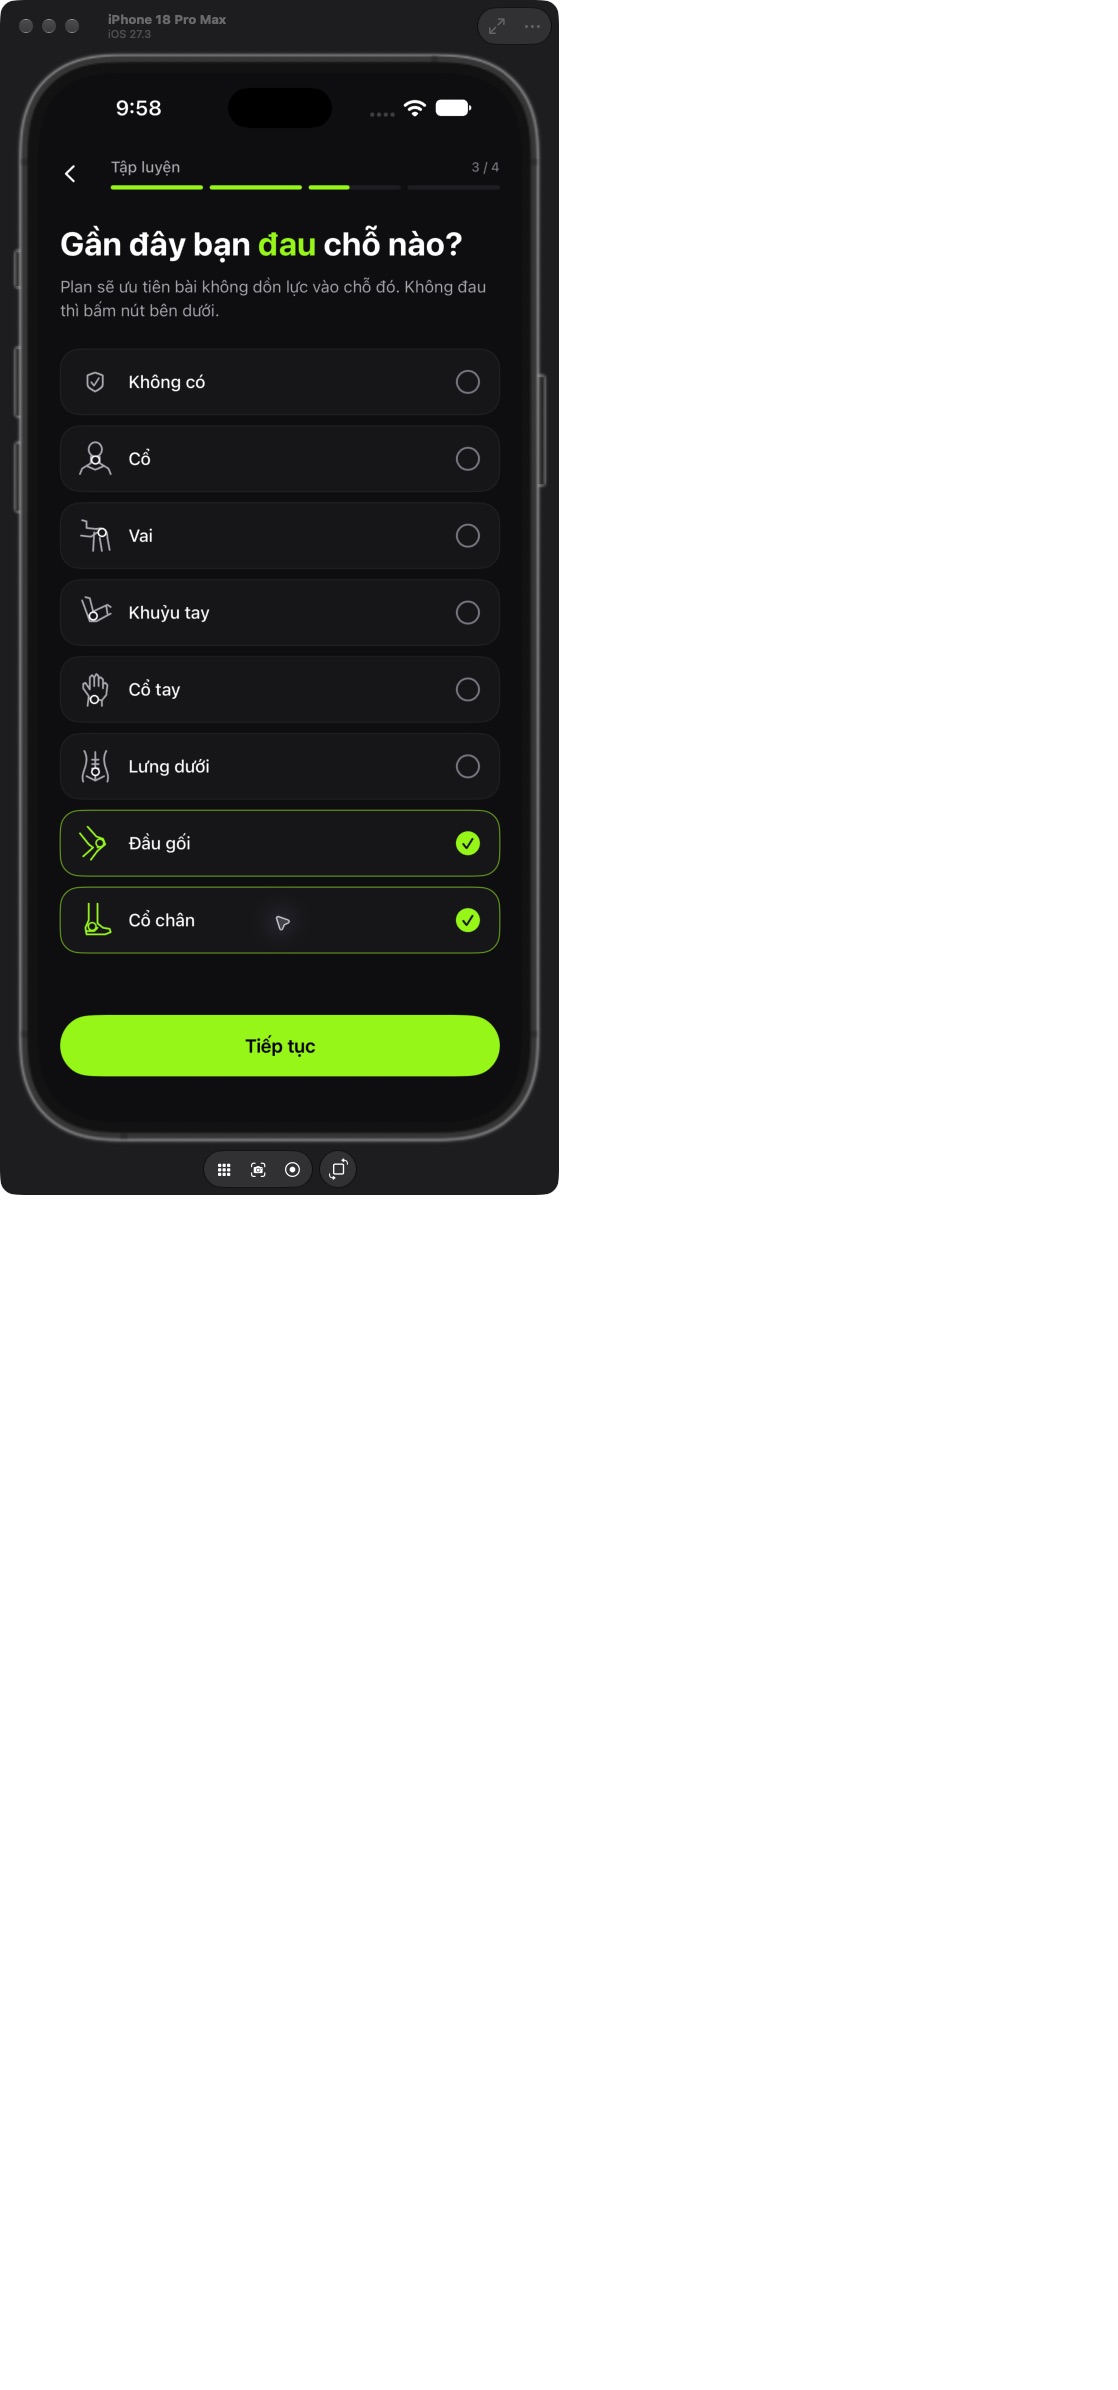 iPhone 18 Pro Max
iOS 27.3
9:58
Tập luyện
3 / 4
Gần đây bạn đau chỗ nào?
Plan sẽ ưu tiên bài không dồn lực vào chỗ đó. Không đau
thì bấm nút bên dưới.
Không có
Cổ
Vai
Khuỷu tay
Cổ tay
Lưng dưới
Đầu gối
Cổ chân
Tiếp tục